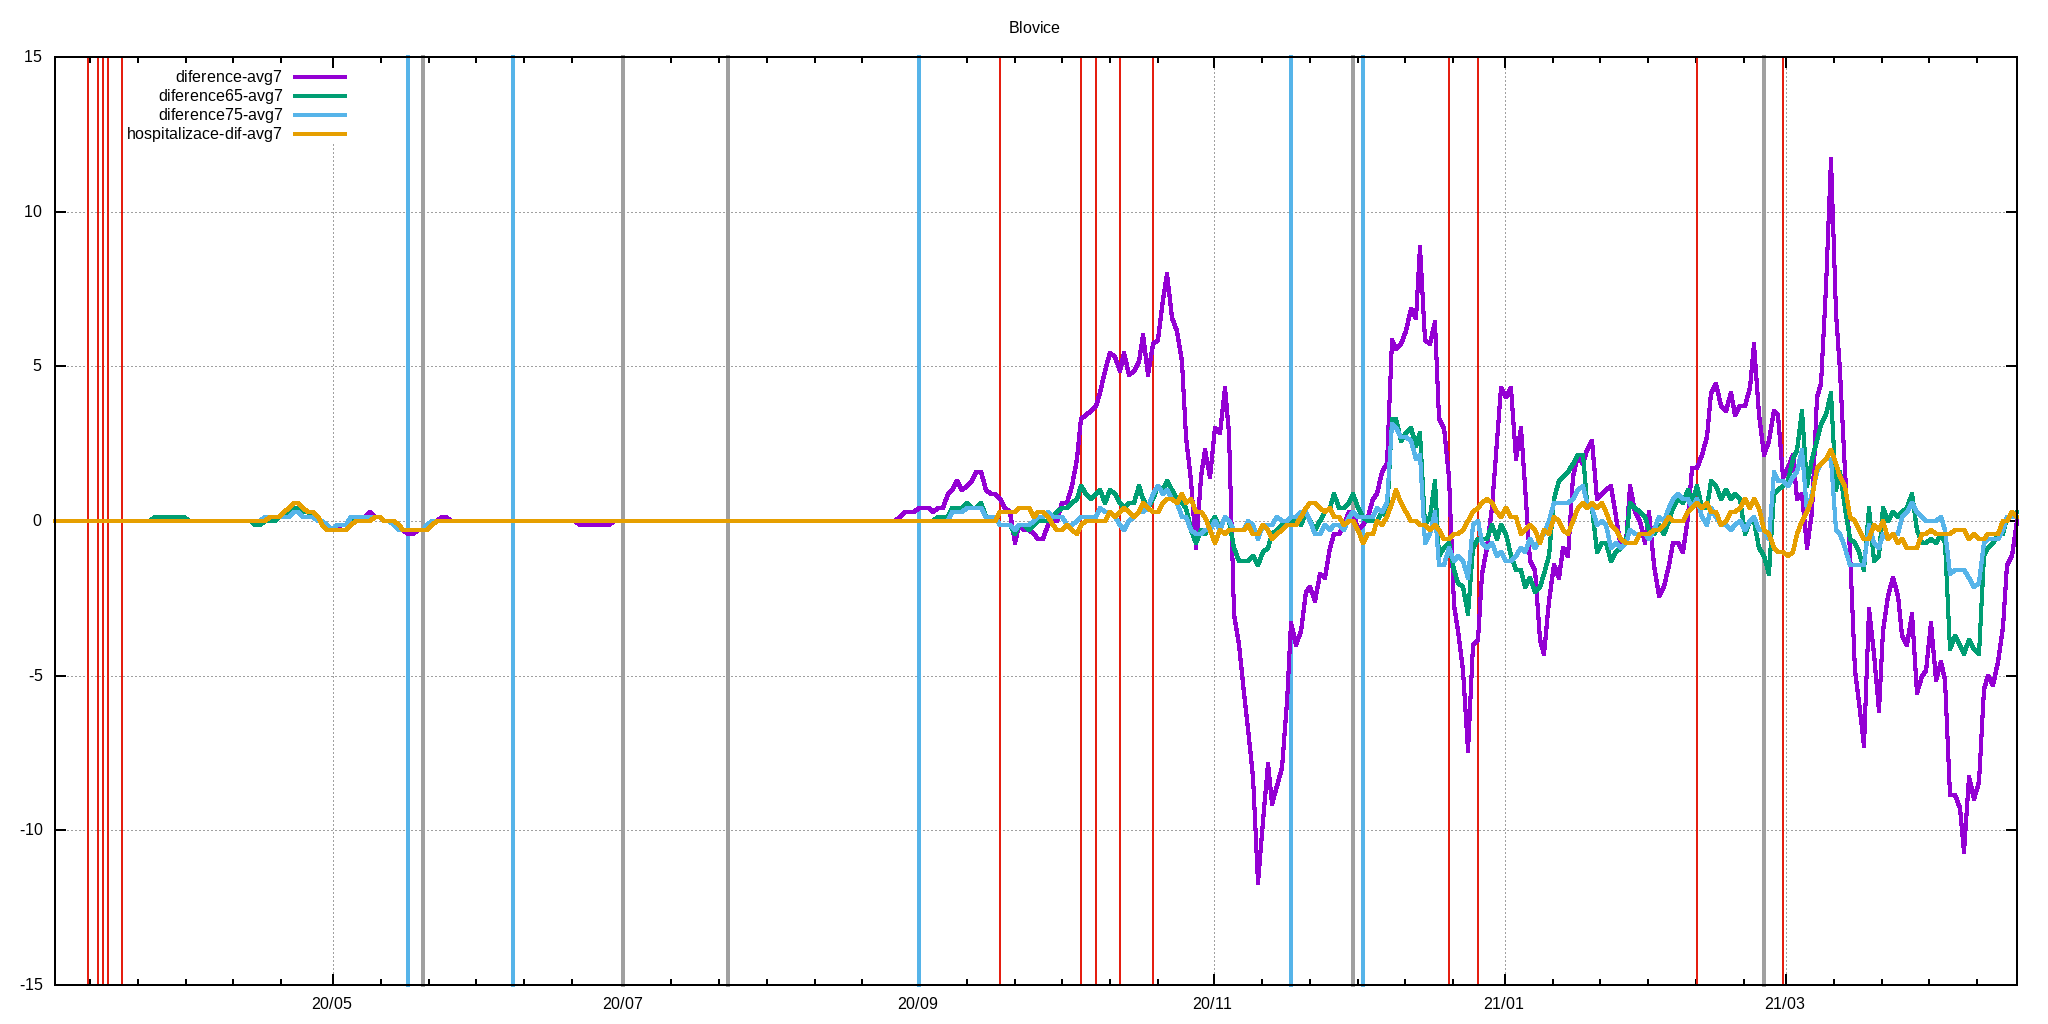 Blovice
15
diference-avg7
diference65-avg7
diference75-avg7
hospitalizace-dif-avg7
10
5
0
-5
-10
-15
20/05 20/07 20/09 20/11 21/01 21/03